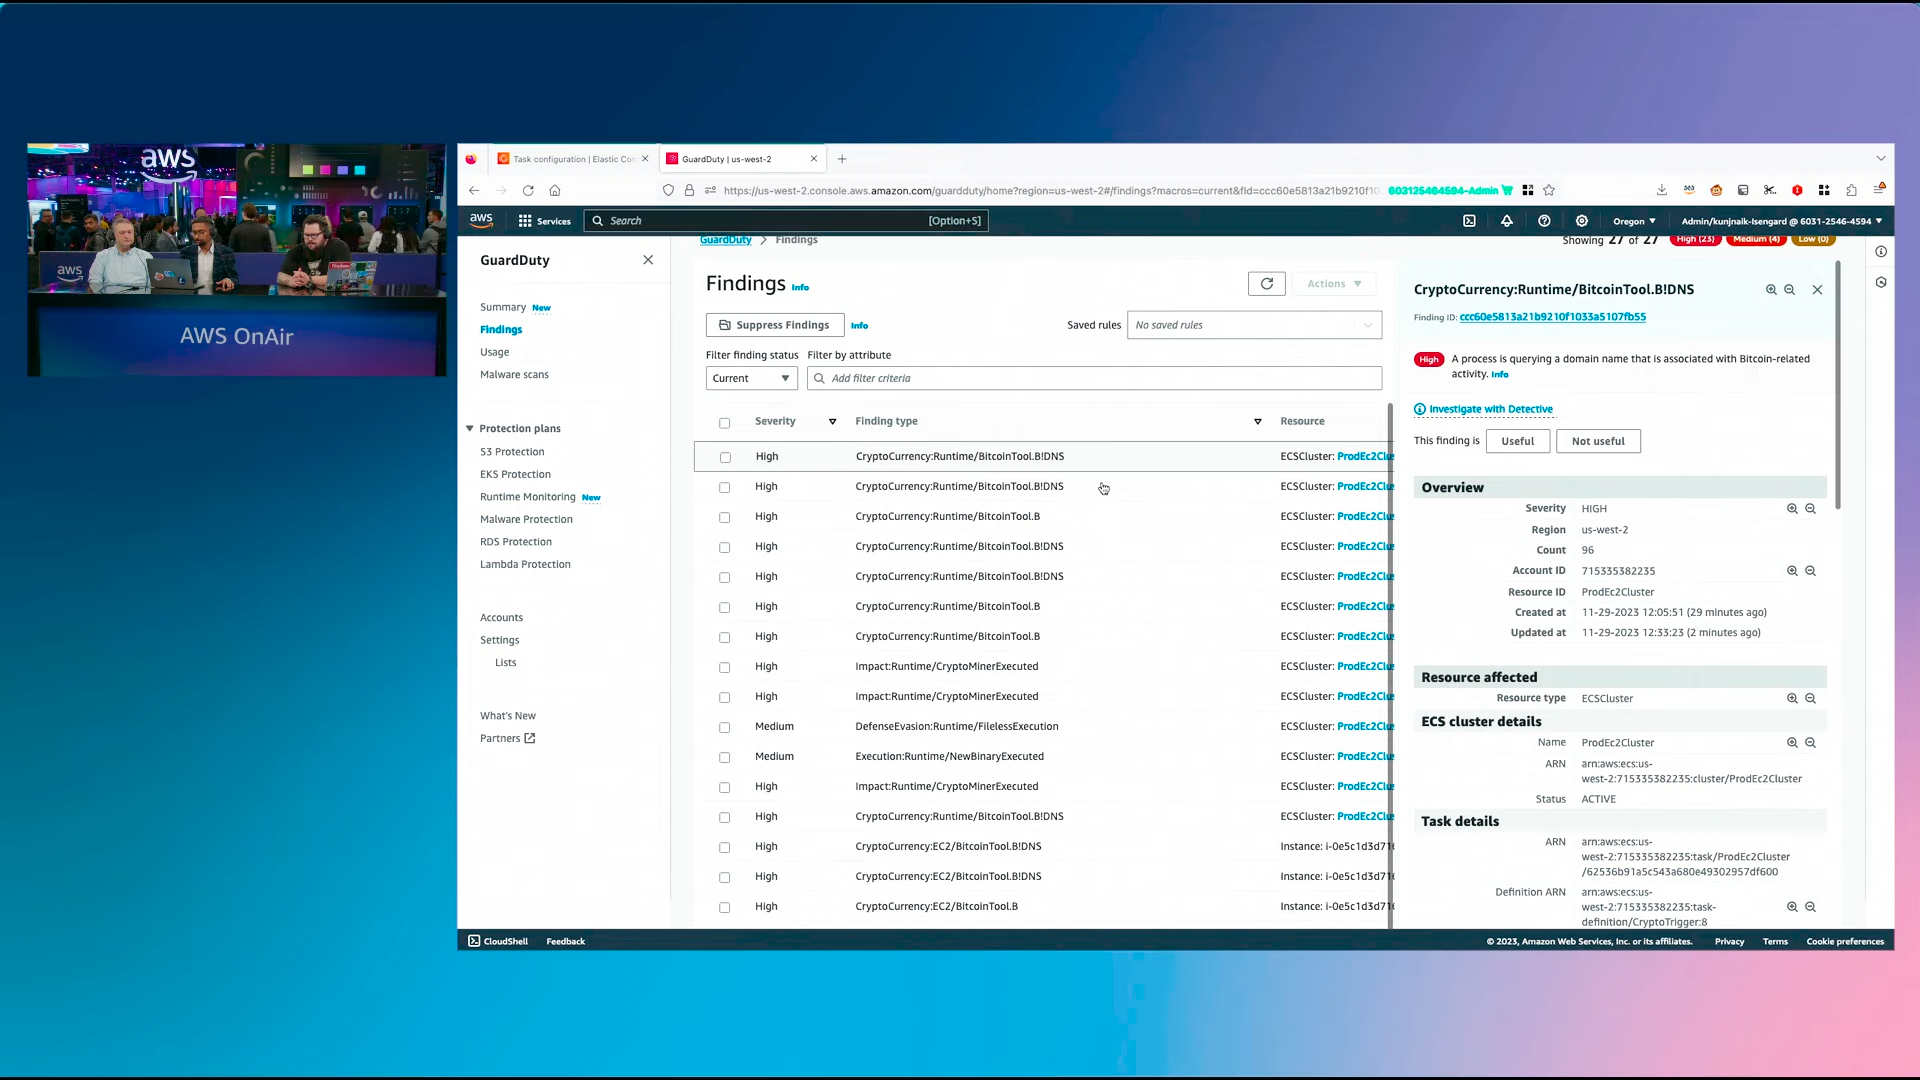 aws
aws
AWS OnAir
Task configuration | Elastic Con
GuardDuty | us-west-2
https://us-west-2.console.aws.amazon.com/guardduty/home?region=us-west-2#/findings?macros=current&fId=ccc60e5813a21b9210f10
603125464594-Admin
aws
Services
Search
[Option+S]
Oregon
Admin/kunjnaik-Isengard @ 6031-2546-4594
GuardDuty
Summary New
Findings
Usage
Malware scans
Protection plans
S3 Protection
EKS Protection
Runtime Monitoring New
Malware Protection
RDS Protection
Lambda Protection
Accounts
Settings
Lists
What's New
Partners
GuardDuty > Findings
Showing 27 of 27 High (23) Medium (4) Low (0)
Findings Info
Actions
Suppress Findings Info
Saved rules No saved rules
Filter finding status Filter by attribute
Current Add filter criteria
Severity Finding type Resource
High CryptoCurrency:Runtime/BitcoinTool.B!DNS ECSCluster: ProdEc2Clu
High CryptoCurrency:Runtime/BitcoinTool.B!DNS ECSCluster: ProdEc2Clu
High CryptoCurrency:Runtime/BitcoinTool.B ECSCluster: ProdEc2Clu
High CryptoCurrency:Runtime/BitcoinTool.B!DNS ECSCluster: ProdEc2Clu
High CryptoCurrency:Runtime/BitcoinTool.B!DNS ECSCluster: ProdEc2Clu
High CryptoCurrency:Runtime/BitcoinTool.B ECSCluster: ProdEc2Clu
High CryptoCurrency:Runtime/BitcoinTool.B ECSCluster: ProdEc2Clu
High Impact:Runtime/CryptoMinerExecuted ECSCluster: ProdEc2Clu
High Impact:Runtime/CryptoMinerExecuted ECSCluster: ProdEc2Clu
Medium DefenseEvasion:Runtime/FilelessExecution ECSCluster: ProdEc2Clu
Medium Execution:Runtime/NewBinaryExecuted ECSCluster: ProdEc2Clu
High Impact:Runtime/CryptoMinerExecuted ECSCluster: ProdEc2Clu
High CryptoCurrency:Runtime/BitcoinTool.B!DNS ECSCluster: ProdEc2Clu
High CryptoCurrency:EC2/BitcoinTool.B!DNS Instance: i-0e5c1d3d71
High CryptoCurrency:EC2/BitcoinTool.B!DNS Instance: i-0e5c1d3d71
High CryptoCurrency:EC2/BitcoinTool.B Instance: i-0e5c1d3d71
CryptoCurrency:Runtime/BitcoinTool.B!DNS
Finding ID: ccc60e5813a21b9210f1033a5107fb55
High A process is querying a domain name that is associated with Bitcoin-related
activity. Info
Investigate with Detective
This finding is Useful Not useful
Overview
Severity HIGH
Region us-west-2
Count 96
Account ID 715335382235
Resource ID ProdEc2Cluster
Created at 11-29-2023 12:05:51 (29 minutes ago)
Updated at 11-29-2023 12:33:23 (2 minutes ago)
Resource affected
Resource type ECSCluster
ECS cluster details
Name ProdEc2Cluster
ARN arn:aws:ecs:us-
west-2:715335382235:cluster/ProdEc2Cluster
Status ACTIVE
Task details
ARN arn:aws:ecs:us-
west-2:715335382235:task/ProdEc2Cluster
/62536b91a5c543a680e49302957df600
Definition ARN arn:aws:ecs:us-
west-2:715335382235:task-
definition/CryptoTrigger:8
CloudShell Feedback
© 2023, Amazon Web Services, Inc. or its affiliates. Privacy Terms Cookie preferences